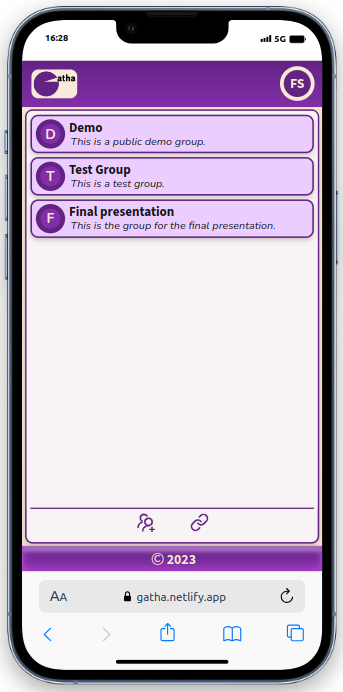 16:28
5G
atha
FS
D
Demo
This is a public demo group.
T
Test Group
This is a test group.
F
Final presentation
This is the group for the final presentation.
© 2023
AA
gatha.netlify.app